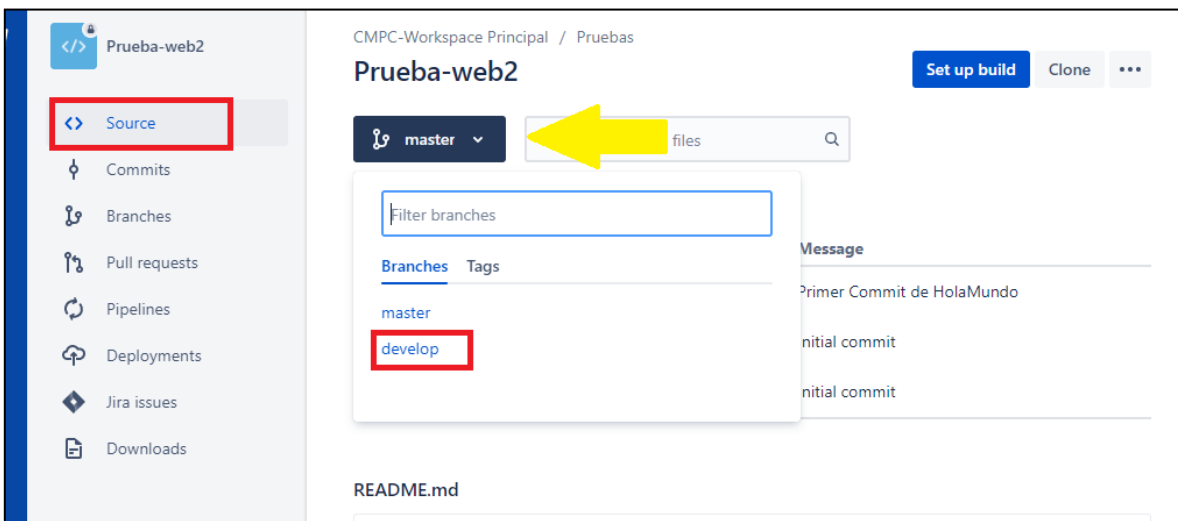 Prueba-web2
Source
Commits
Branches
Pull requests
Pipelines
Deployments
Jira issues
Downloads
CMPC-Workspace Principal / Pruebas
Prueba-web2
Set up build
Clone
master
files
Filter branches
Branches Tags
master
develop
Message
Primer Commit de HolaMundo
nitial commit
nitial commit
README.md